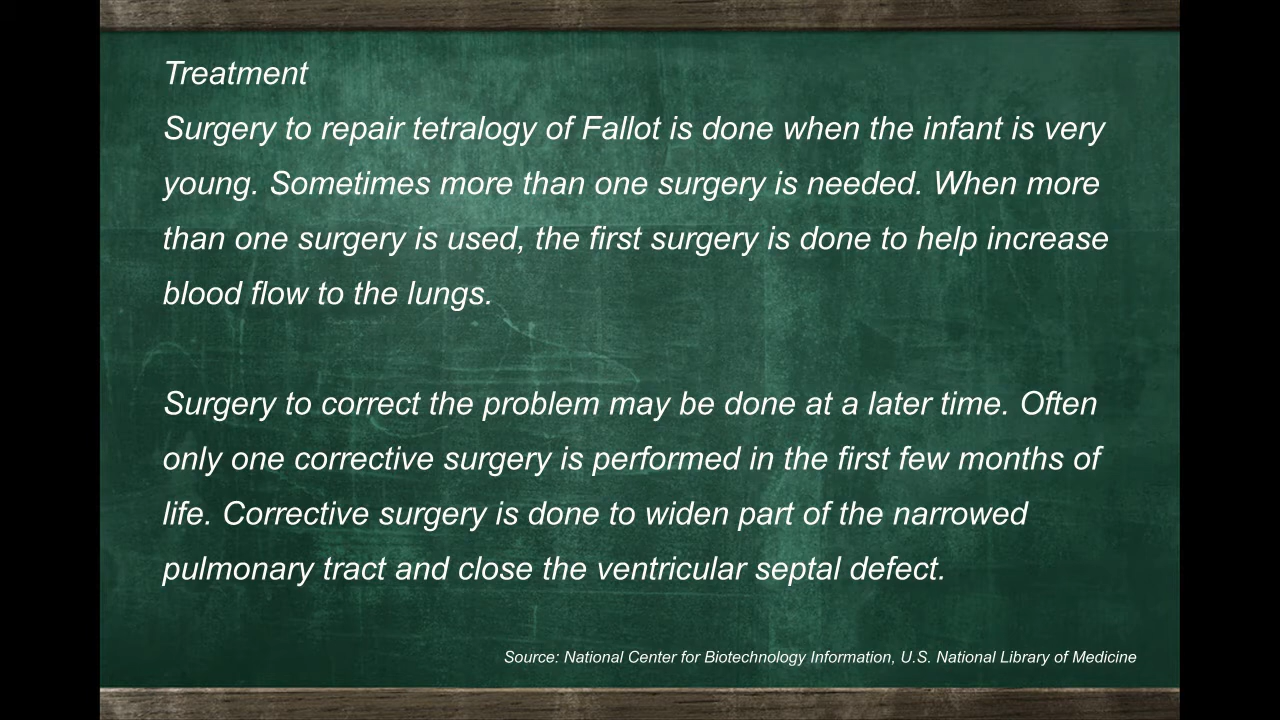 Treatment
Surgery to repair tetralogy of Fallot is done when the infant is very
young. Sometimes more than one surgery is needed. When more
than one surgery is used, the first surgery is done to help increase
blood flow to the lungs.
Surgery to correct the problem may be done at a later time. Often
only one corrective surgery is performed in the first few months of
life. Corrective surgery is done to widen part of the narrowed
pulmonary tract and close the ventricular septal defect.
Source: National Center for Biotechnology Information, U.S. National Library of Medicine